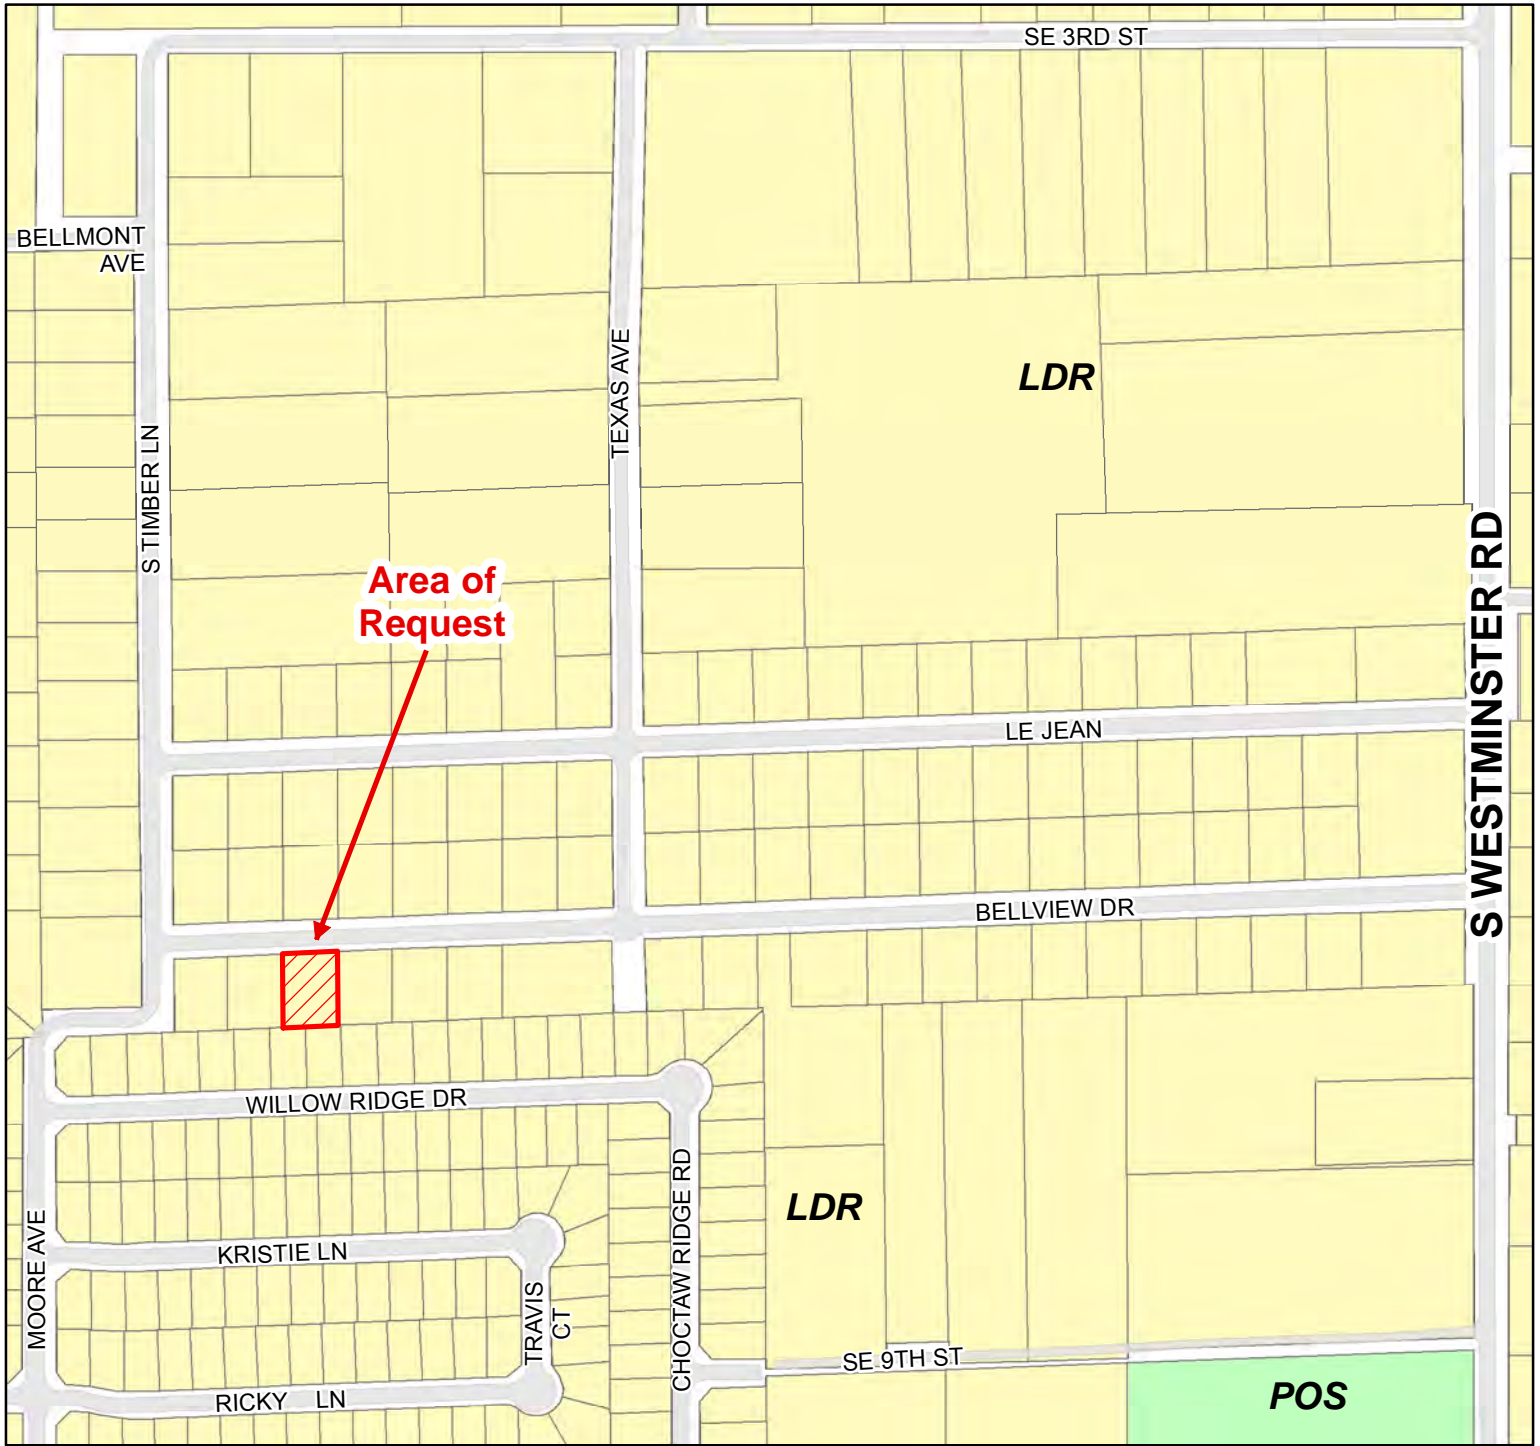 SE 3RD ST
BELLMONT
AVE
S TIMBER LN
TEXAS AVE
LDR
Area of
Request
S WESTMINSTER RD
LE JEAN
BELLVIEW DR
WILLOW RIDGE DR
CHOCTAW RIDGE RD
LDR
MOORE AVE
KRISTIE LN
TRAVIS
CT
SE 9TH ST
RICKY LN
POS